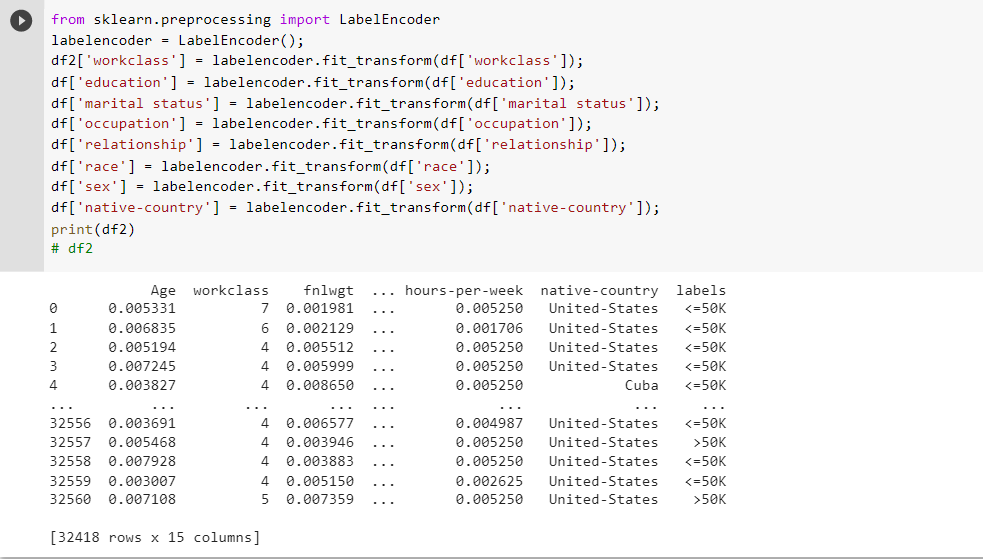 from sklearn.preprocessing import LabelEncoder
labelencoder = LabelEncoder();
df2['workclass'] = labelencoder.fit_transform(df['workclass']);
df['education'] = labelencoder.fit_transform(df['education']);
df['marital status'] = labelencoder.fit_transform(df['marital status']);
df['occupation'] = labelencoder.fit_transform(df['occupation']);
df['relationship'] = labelencoder.fit_transform(df['relationship']);
df['race'] = labelencoder.fit_transform(df['race']);
df['sex'] = labelencoder.fit_transform(df['sex']);
df['native-country'] = labelencoder.fit_transform(df['native-country']);
print(df2)
# df2
            Age  workclass    fnlwgt  ... hours-per-week  native-country  labels
0      0.005331          7  0.001981  ...       0.005250   United-States   <=50K
1      0.006835          6  0.002129  ...       0.001706   United-States   <=50K
2      0.005194          4  0.005512  ...       0.005250   United-States   <=50K
3      0.007245          4  0.005999  ...       0.005250   United-States   <=50K
4      0.003827          4  0.008650  ...       0.005250            Cuba   <=50K
...         ...        ...       ...  ...            ...             ...     ...
32556  0.003691          4  0.006577  ...       0.004987   United-States   <=50K
32557  0.005468          4  0.003946  ...       0.005250   United-States    >50K
32558  0.007928          4  0.003883  ...       0.005250   United-States   <=50K
32559  0.003007          4  0.005150  ...       0.002625   United-States   <=50K
32560  0.007108          5  0.007359  ...       0.005250   United-States    >50K
[32418 rows x 15 columns]